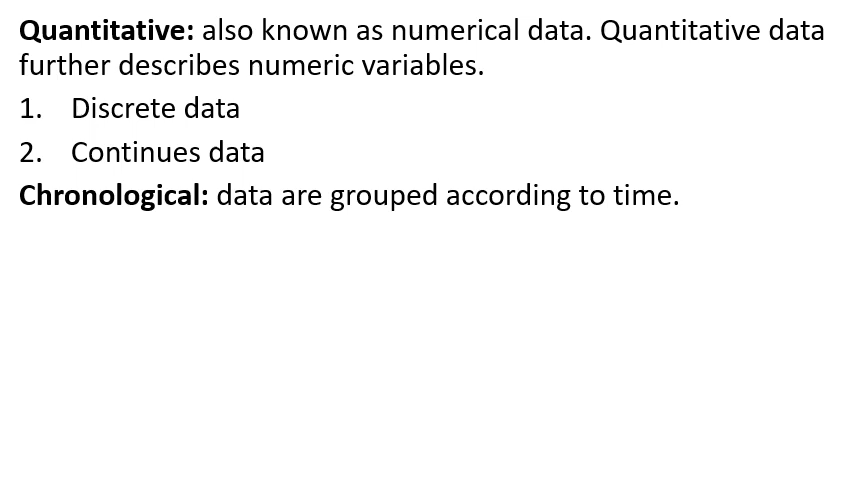 Quantitative: also known as numerical data. Quantitative data
further describes numeric variables.
1. Discrete data
2. Continues data
Chronological: data are grouped according to time.